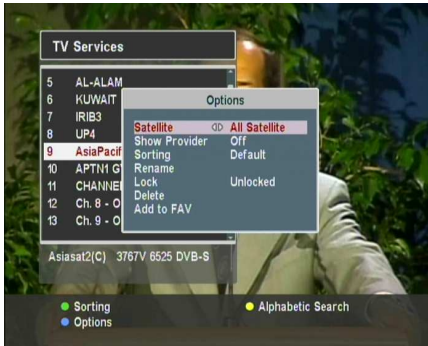 TV Services
5 AL-ALAM
6 KUWAIT
7 IRIB3
8 UP4
9 AsiaPacif
10 APTN1 G
11 CHANNE
12 Ch. 8 - O
13 Ch. 9 - O
Options
Satellite All Satellite
Show Provider Off
Sorting Default
Rename
Lock Unlocked
Delete
Add to FAV
Asiasat2(C) 3767V 6525 DVB-S
Sorting
Alphabetic Search
Options